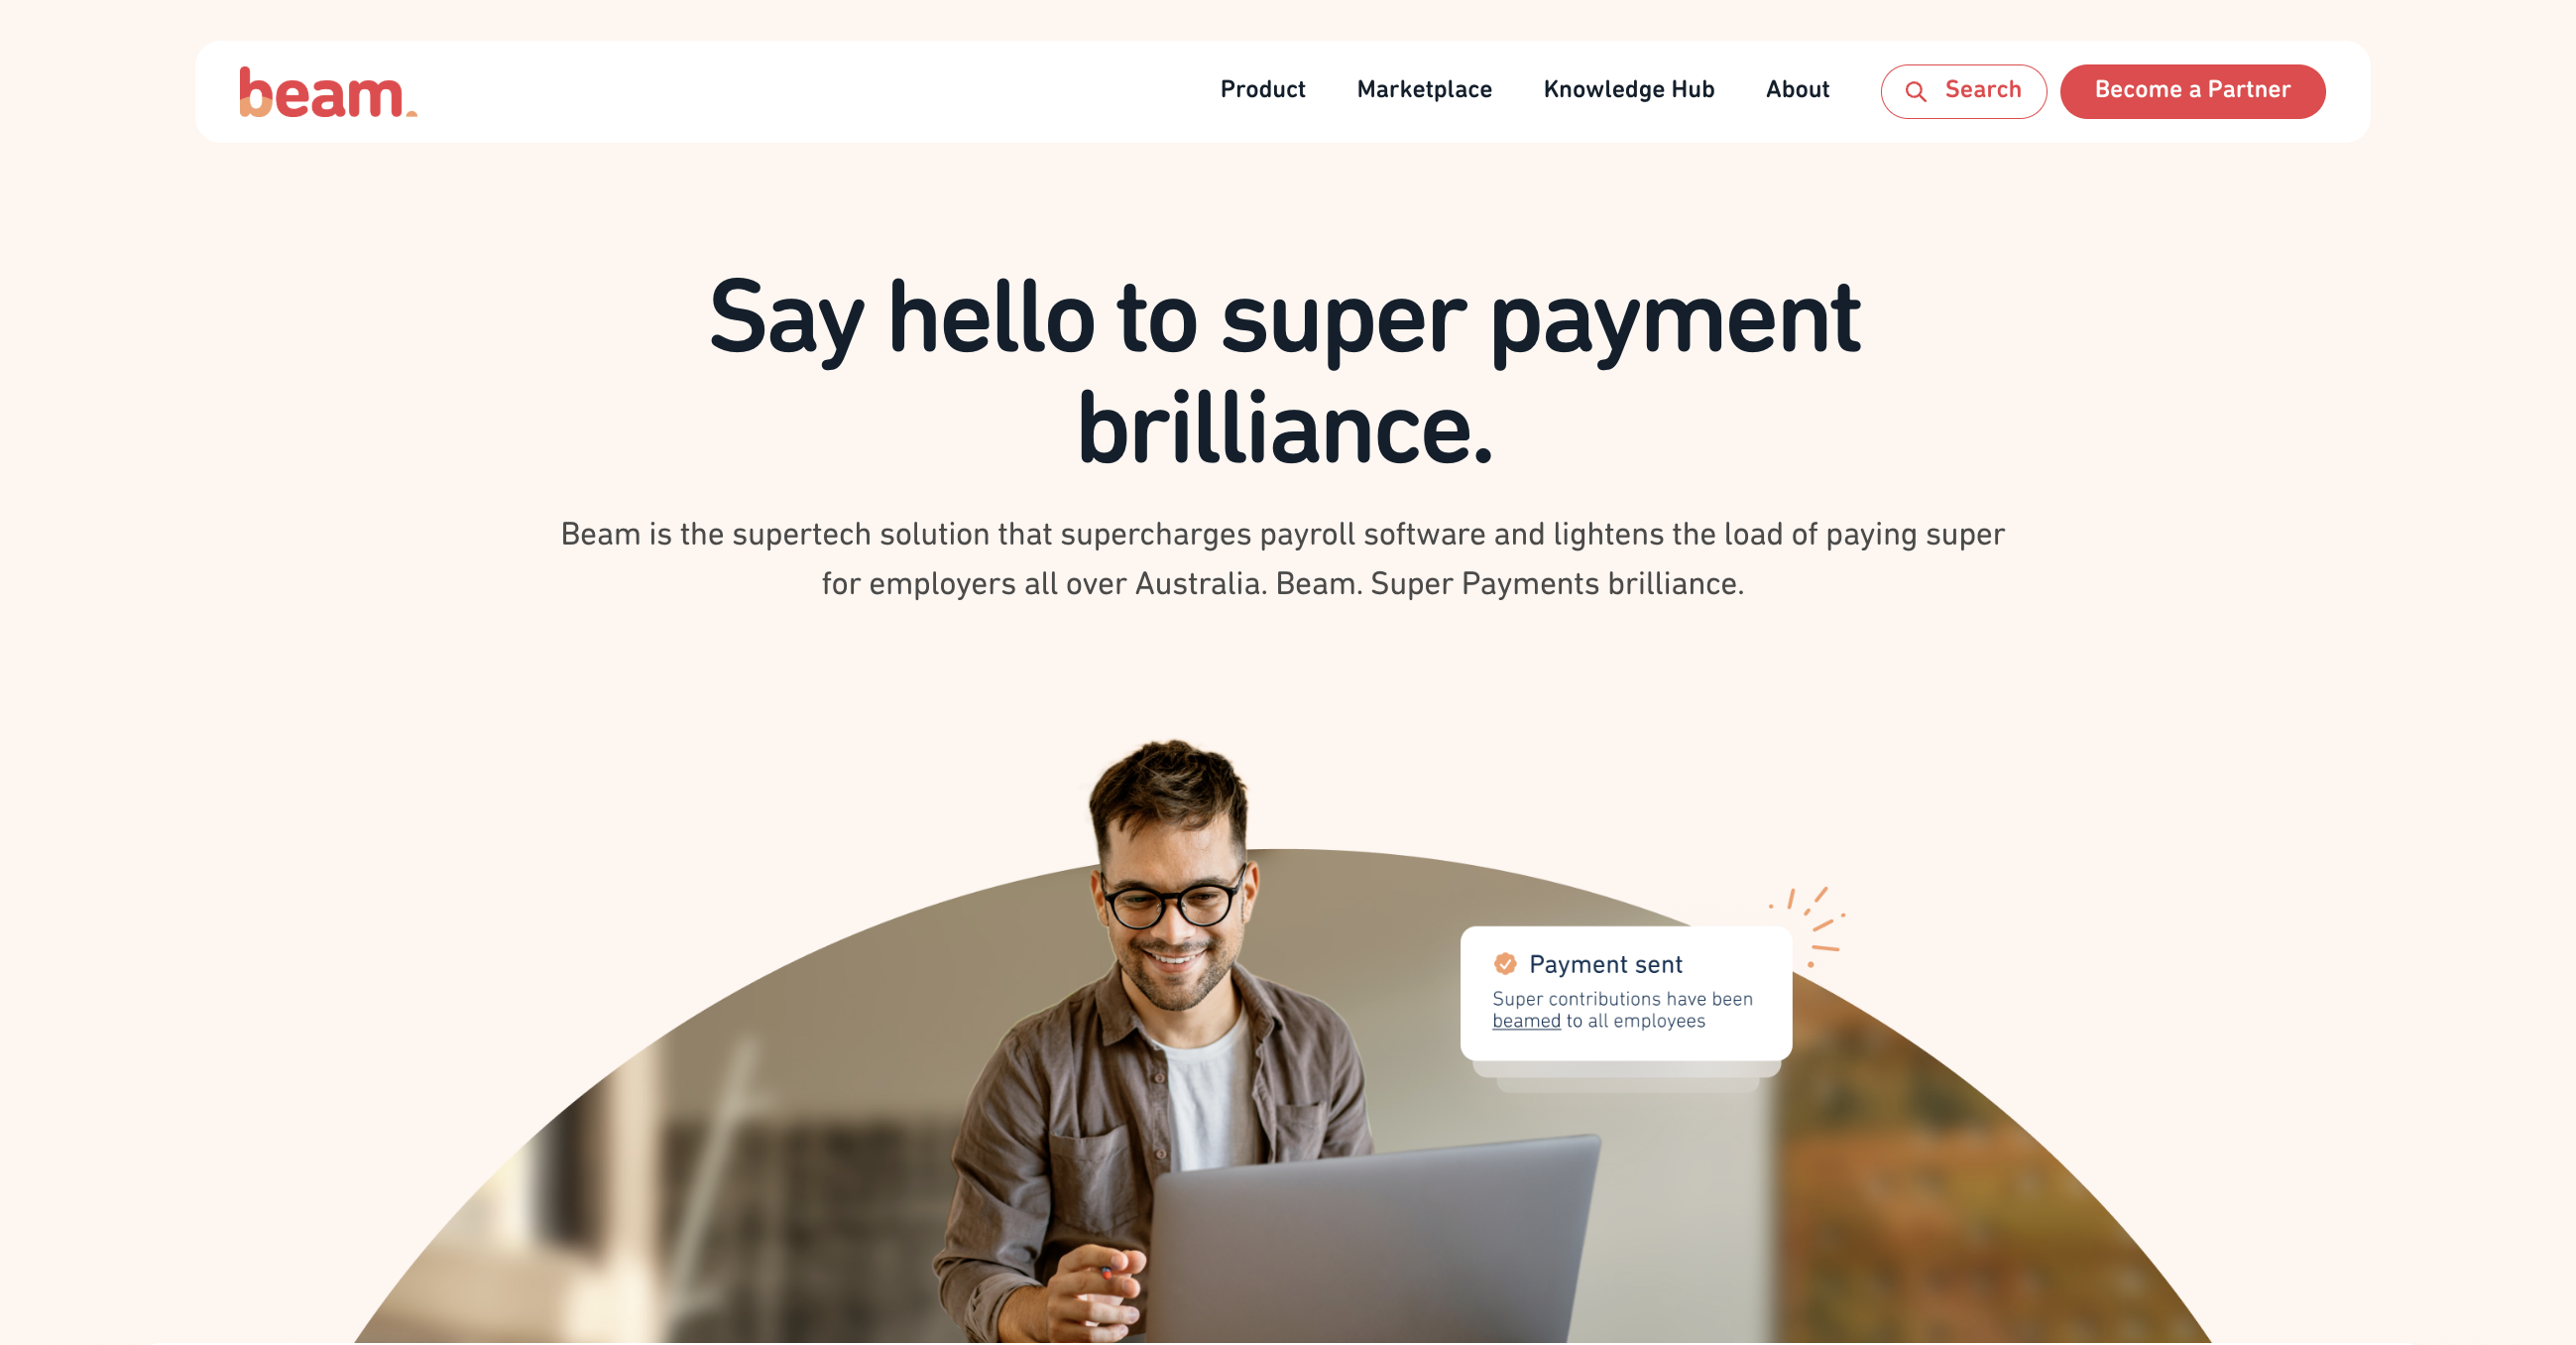 beam.
Product
Marketplace
Knowledge Hub
About
Search
Become a Partner
Say hello to super payment
brilliance.
Beam is the supertech solution that supercharges payroll software and lightens the load of paying super
for employers all over Australia. Beam. Super Payments brilliance.
Payment sent
Super contributions have been
beamed to all employees